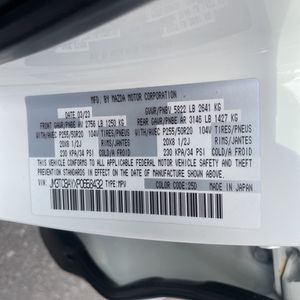 MFD. BY MAZDA MOTOR CORPORATION
DATE 03/23 GVWR/PNBV 5822 LB 2641 KG
FRONT GAWR/PNBE AV 2756 LB 1250 KG REAR GAWR/PNBE AR 3146 LB 1427 KG
WITH/AVEC P255/50R20 104V TIRES/PNEUS WITH/AVEC P255/50R20 104V TIRES/PNEUS
20X8 1/2J RIMS/JANTES 20X8 1/2J RIMS/JANTES
230 KPA/34 PSI COLD/A FROID 230 KPA/34 PSI COLD/A FROID
THIS VEHICLE CONFORMS TO ALL APPLICABLE FEDERAL MOTOR VEHICLE
SAFETY STANDARDS IN EFFECT ON THE DATE OF MANUFACTURE SHOWN
ABOVE.
VIN: TYPE: MPV COLOR CODE: 25D MADE IN JAPAN